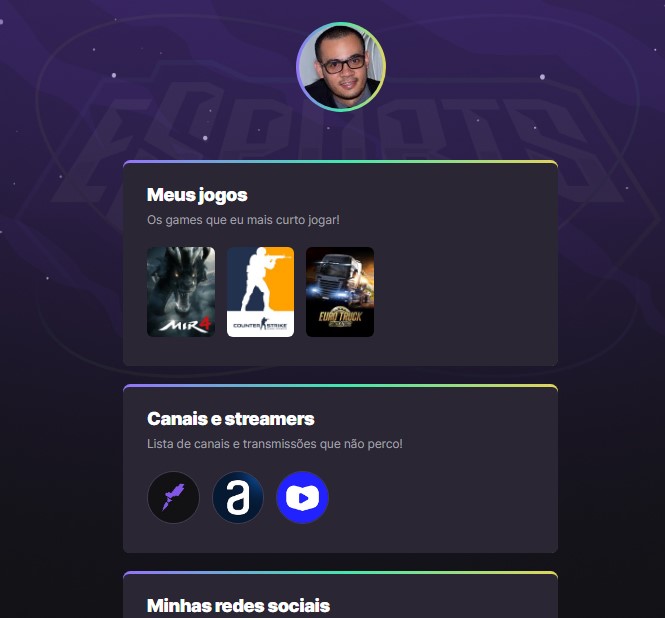 ESPORTS
Meus jogos
Os games que eu mais curto jogar!
MIR4
COUNTER STRIKE
EURO TRUCK
Canais e streamers
Lista de canais e transmissões que não perco!
a
Minhas redes sociais